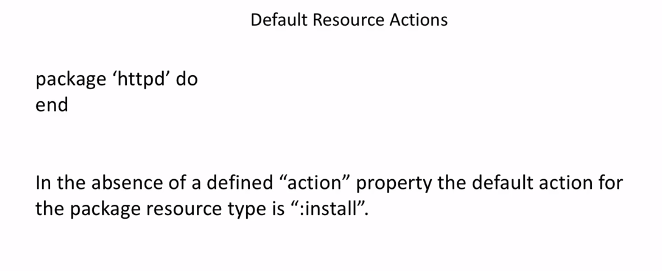 Default Resource Actions
package ‘httpd’ do
end
In the absence of a defined “action” property the default action for
the package resource type is “:install”.